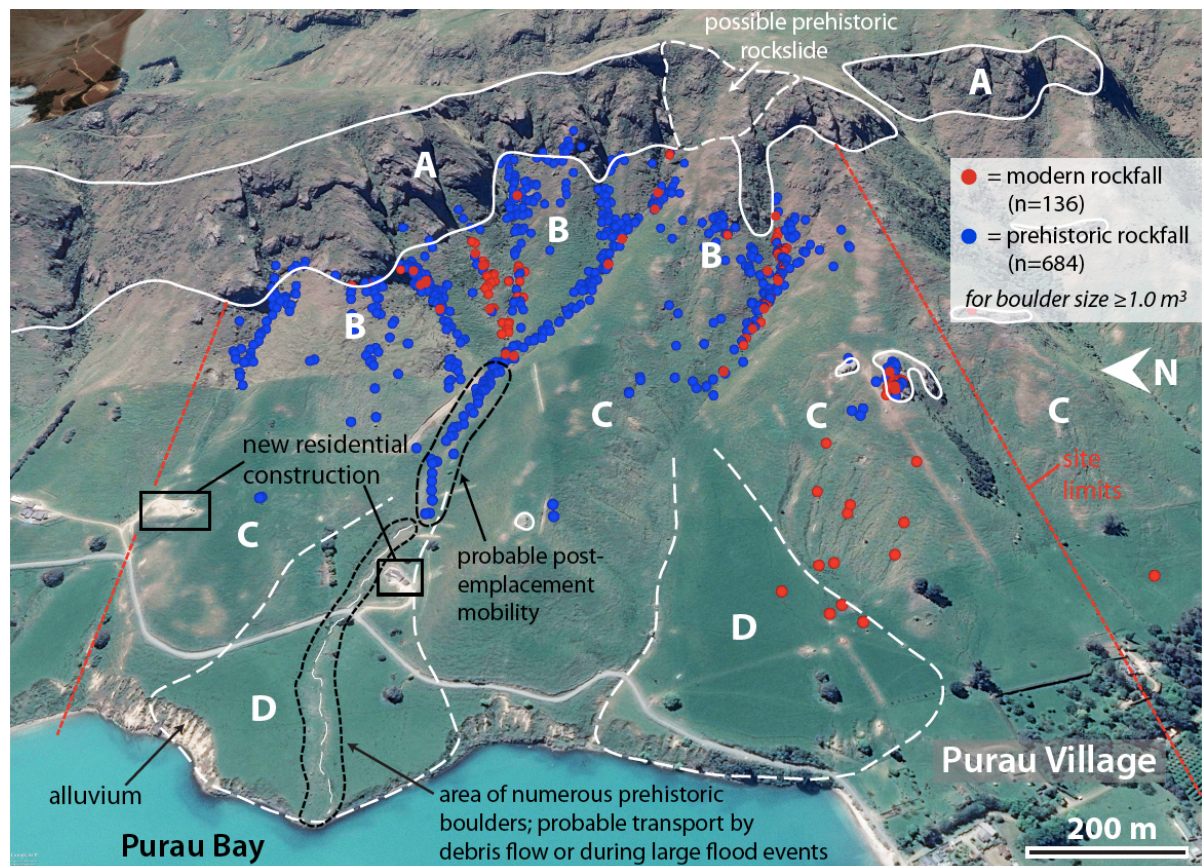 possible prehistoric
rockslide
A
A
= modern rockfall
(n=136)
= prehistoric rockfall
(n=684)
for boulder size ≥1.0 m³
B
B
B
N
C
C
C
new residential
construction
site
limits
C
probable post-
emplacement
mobility
D
D
alluvium
area of numerous prehistoric
boulders; probable transport by
debris flow or during large flood events
Purau Village
Purau Bay
200 m